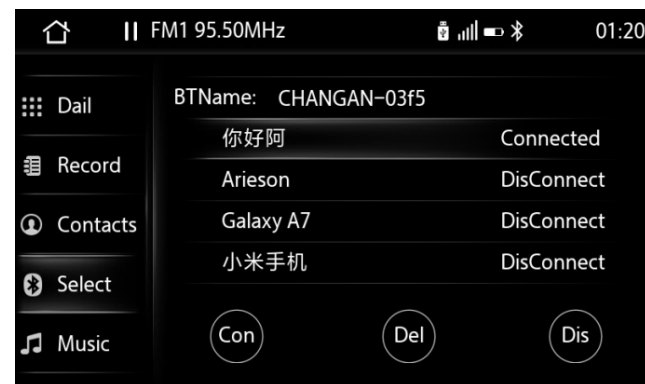 FM1 95.50MHz 01:20
Dail
Record
Contacts
Select
Music
BTName: CHANGAN-03f5
你好阿 Connected
Arieson DisConnect
Galaxy A7 DisConnect
小米手机 DisConnect
Con Del Dis